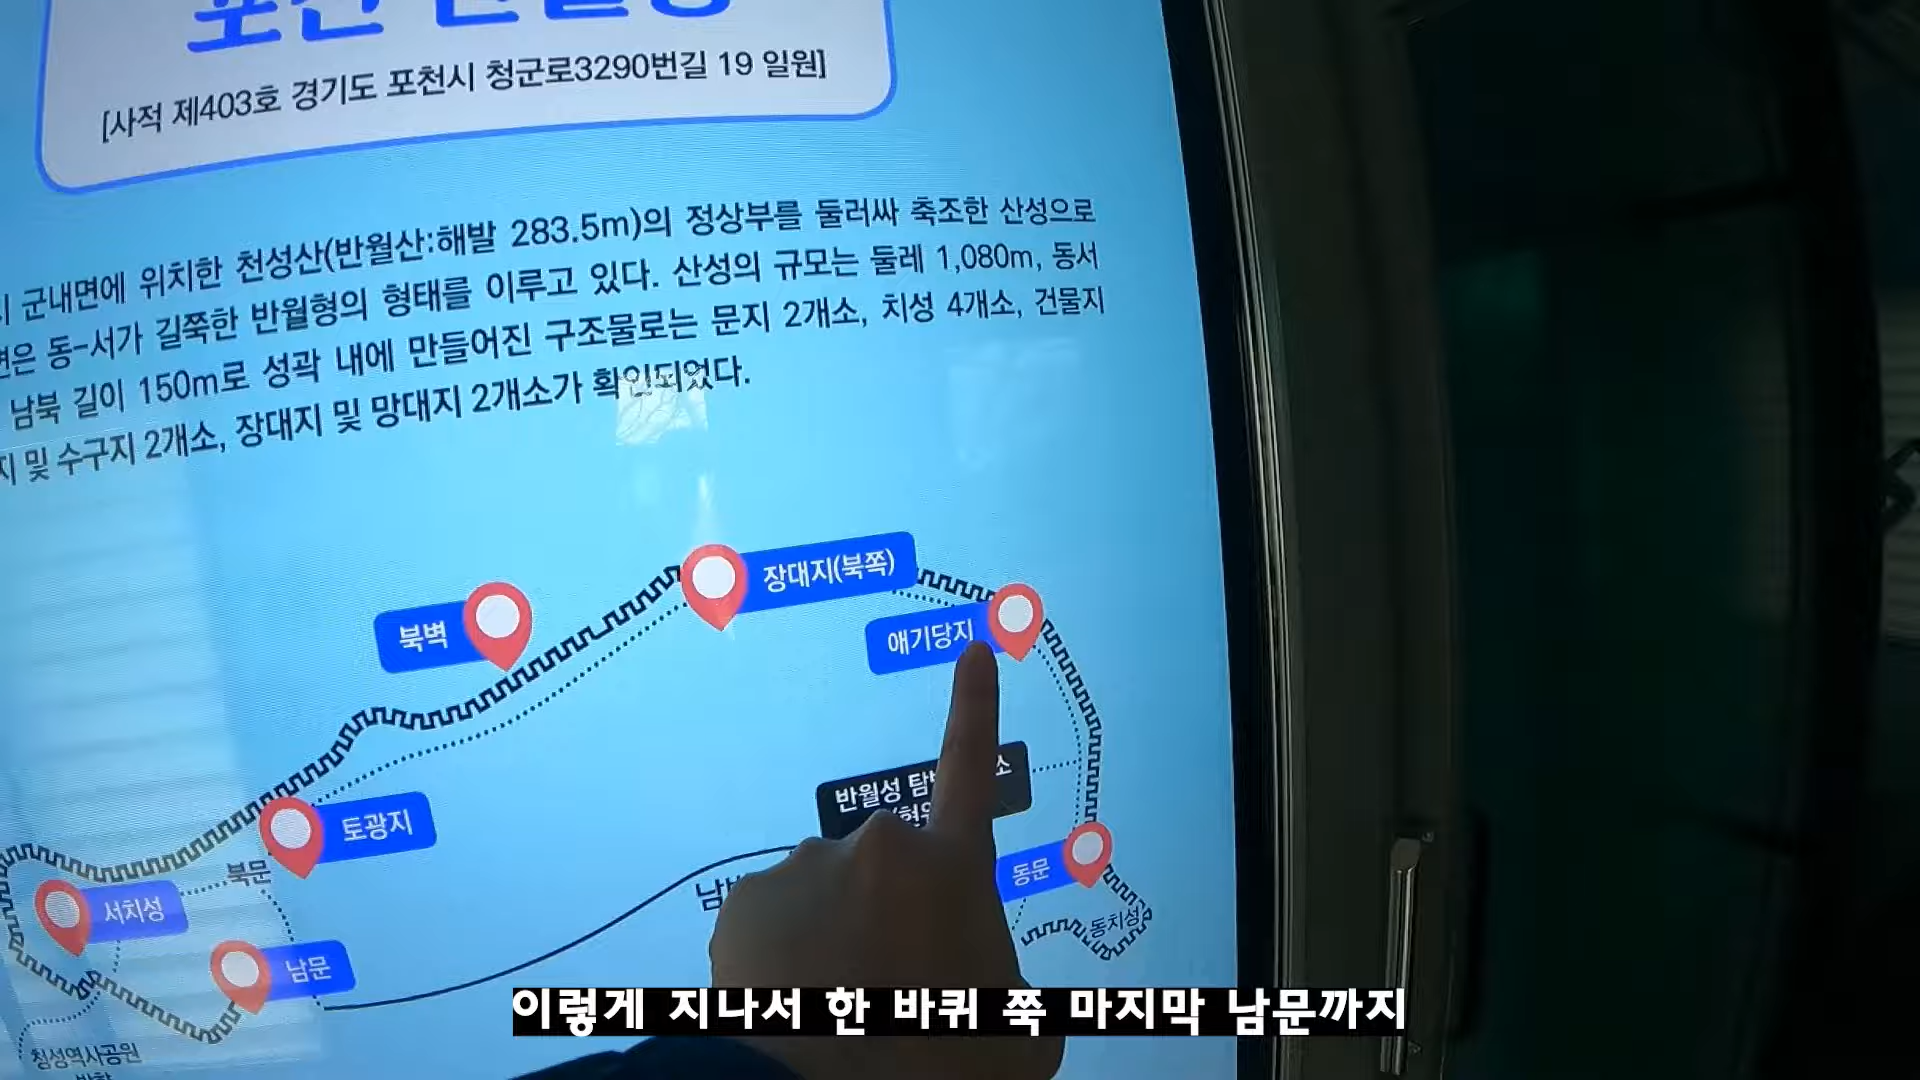 [사적 제403호 경기도 포천시 청군로3290번길 19 일원]
군내면에 위치한 천성산(반월산:해발 283.5m)의 정상부를 둘러싸 축조한 산성으로
동-서가 길쭉한 반월형의 형태를 이루고 있다. 산성의 규모는 둘레 1,080m, 동서
남북 길이 150m로 성곽 내에 만들어진 구조물로는 문지 2개소, 치성 4개소, 건물지
및 수구지 2개소, 장대지 및 망대지 2개소가 확인되었다.
장대지(북쪽)
북벽
애기당지
반월성
토광지
북문
동문
서치성
동치성
남문
청성역사공원
이렇게 지나서 한 바퀴 쭉 마지막 남문까지